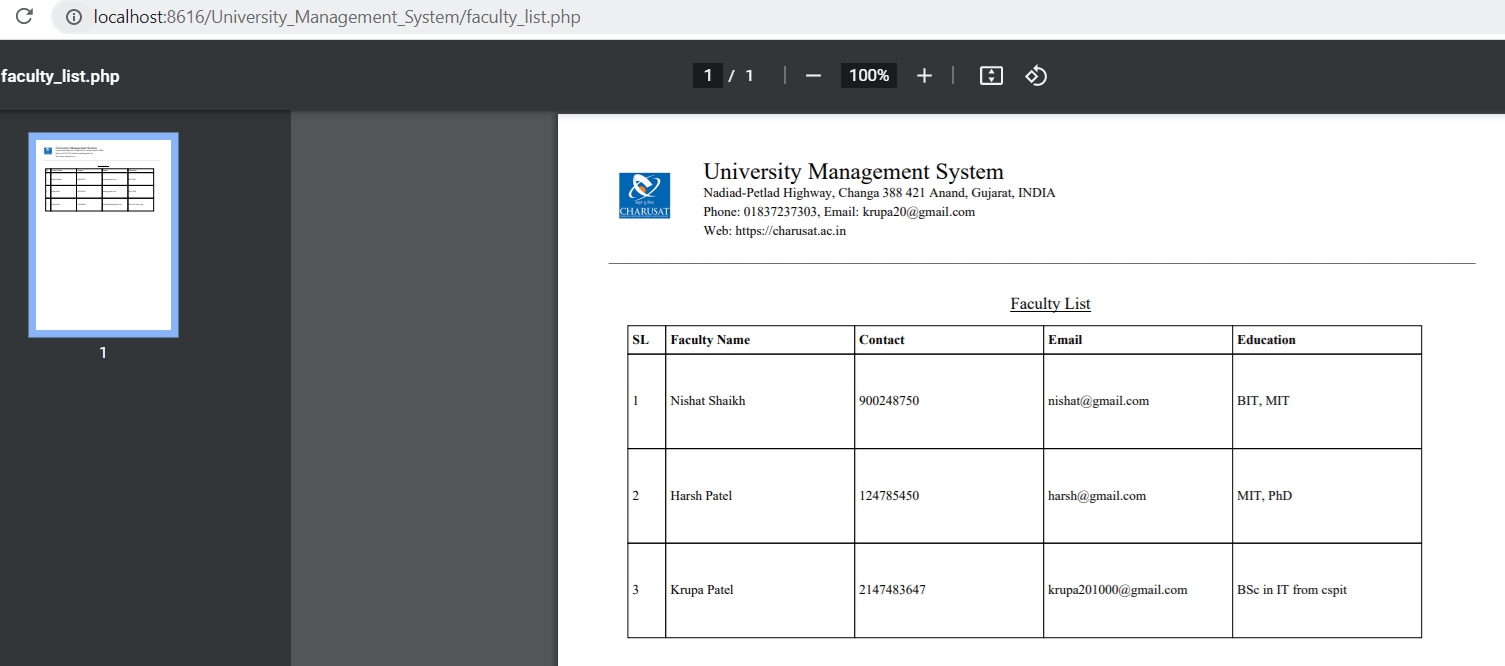 localhost:8616/University_Management_System/faculty_list.php
faculty_list.php
1 / 1
100%
1
CHARUSAT
University Management System
Nadiad-Petlad Highway, Changa 388 421 Anand, Gujarat, INDIA
Phone: 01837237303, Email: krupa20@gmail.com
Web: https://charusat.ac.in
Faculty List
SL Faculty Name Contact Email Education
1 Nishat Shaikh 900248750 nishat@gmail.com BIT, MIT
2 Harsh Patel 124785450 harsh@gmail.com MIT, PhD
3 Krupa Patel 2147483647 krupa201000@gmail.com BSc in IT from cspit